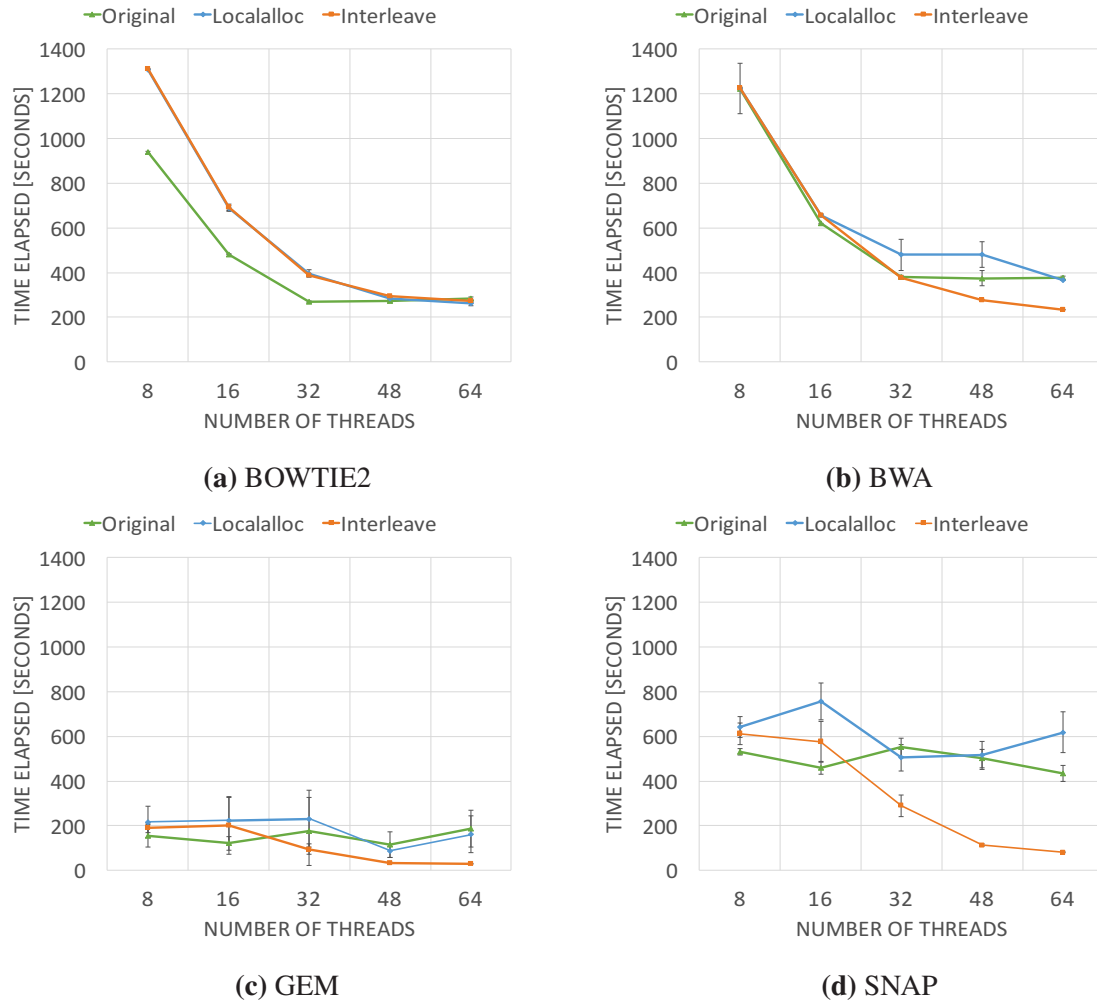 Original Localalloc Interleave
1400
1200
1000
800
600
400
200
0
TIME ELAPSED [SECONDS]
8 16 32 48 64
NUMBER OF THREADS
(a) BOWTIE2
Original Localalloc Interleave
1400
1200
1000
800
600
400
200
0
TIME ELAPSED [SECONDS]
8 16 32 48 64
NUMBER OF THREADS
(b) BWA
Original Localalloc Interleave
1400
1200
1000
800
600
400
200
0
TIME ELAPSED [SECONDS]
8 16 32 48 64
NUMBER OF THREADS
(c) GEM
Original Localalloc Interleave
1400
1200
1000
800
600
400
200
0
TIME ELAPSED [SECONDS]
8 16 32 48 64
NUMBER OF THREADS
(d) SNAP